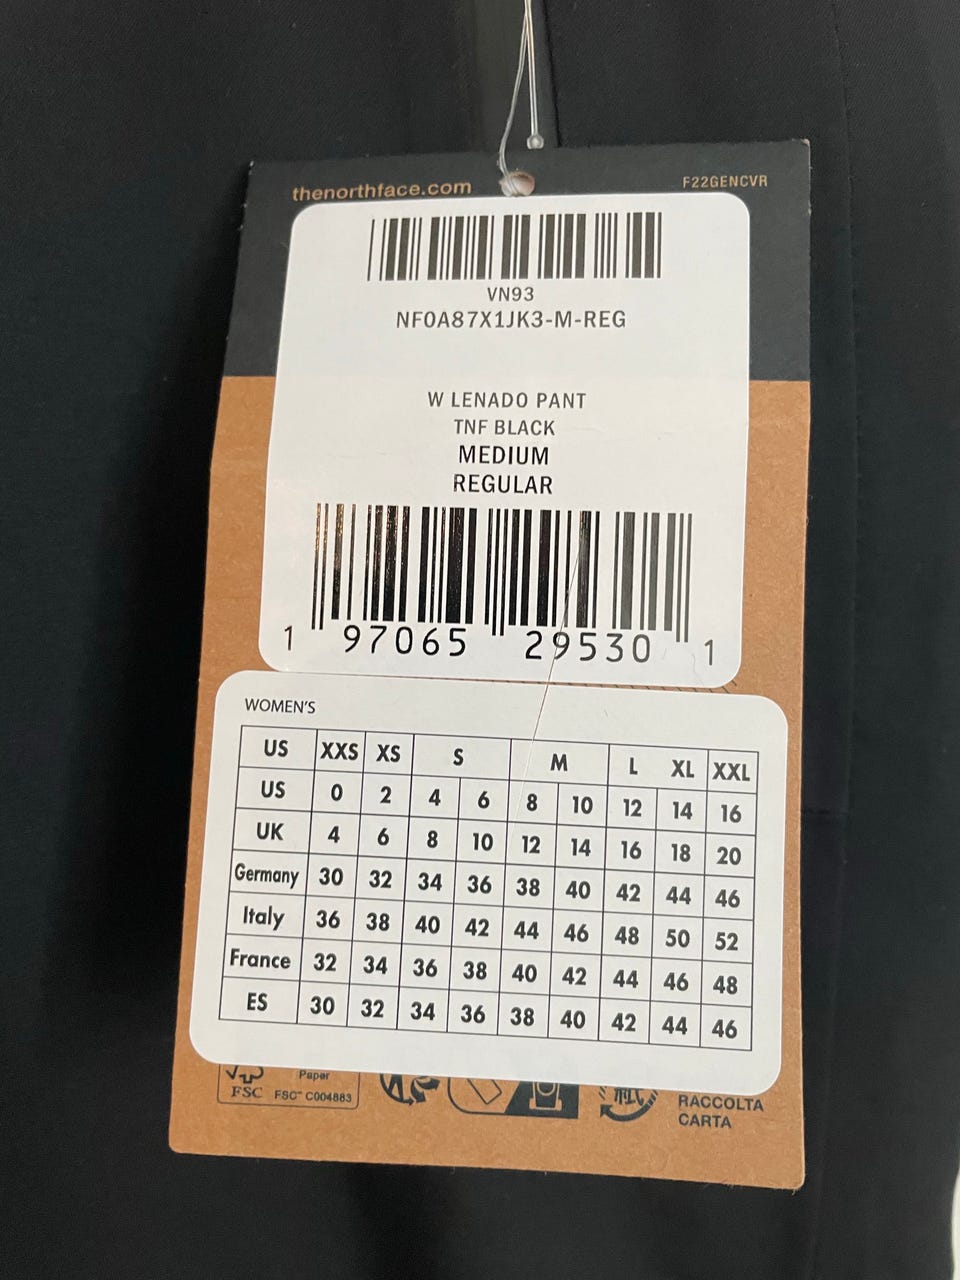 thenorthface.com
F22GENCVR
VN93
NF0A87X1JK3-M-REG
W LENADO PANT
TNF BLACK
MEDIUM
REGULAR
1 97065 29530 1
WOMEN'S
US XXS XS S M L XL XXL
US 0 2 4 6 8 10 12 14 16
UK 4 6 8 10 12 14 16 18 20
Germany 30 32 34 36 38 40 42 44 46
Italy 36 38 40 42 44 46 48 50 52
France 32 34 36 38 40 42 44 46 48
ES 30 32 34 36 38 40 42 44 46
Paper
FSC FSC™ C004883
RACCOLTA
CARTA